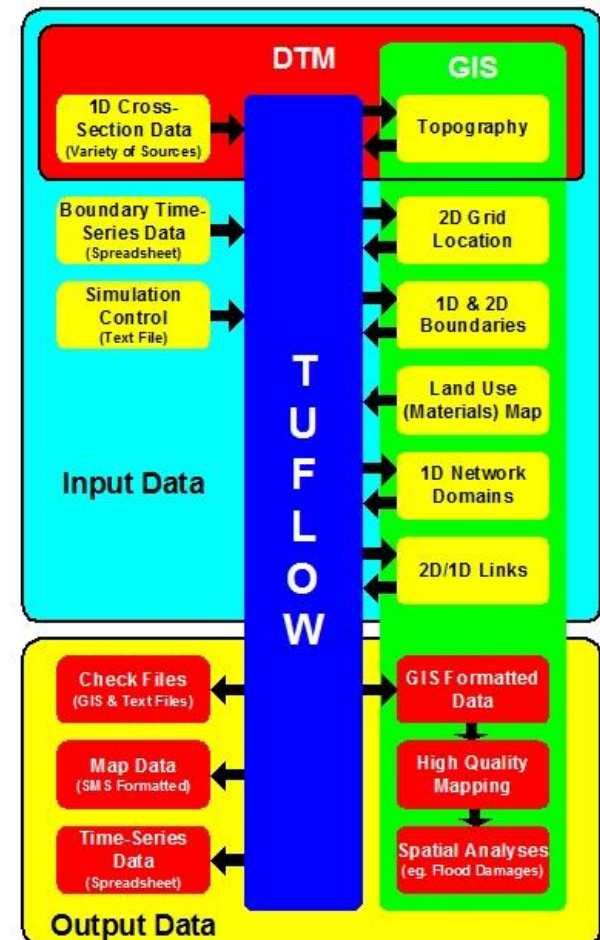 DTM
GIS
1D Cross-
Section Data
(Variety of Sources)
Topography
Boundary Time-
Series Data
(Spreadsheet)
2D Grid
Location
Simulation
Control
(Text File)
1D & 2D
Boundaries
T
U
F
L
O
W
Land Use
(Materials) Map
Input Data
1D Network
Domains
2D/1D Links
Check Files
(GIS & Text Files)
GIS Formatted
Data
Map Data
(SMS Formatted)
High Quality
Mapping
Time-Series
Data
(Spreadsheet)
Spatial Analyses
(eg. Flood Damages)
Output Data